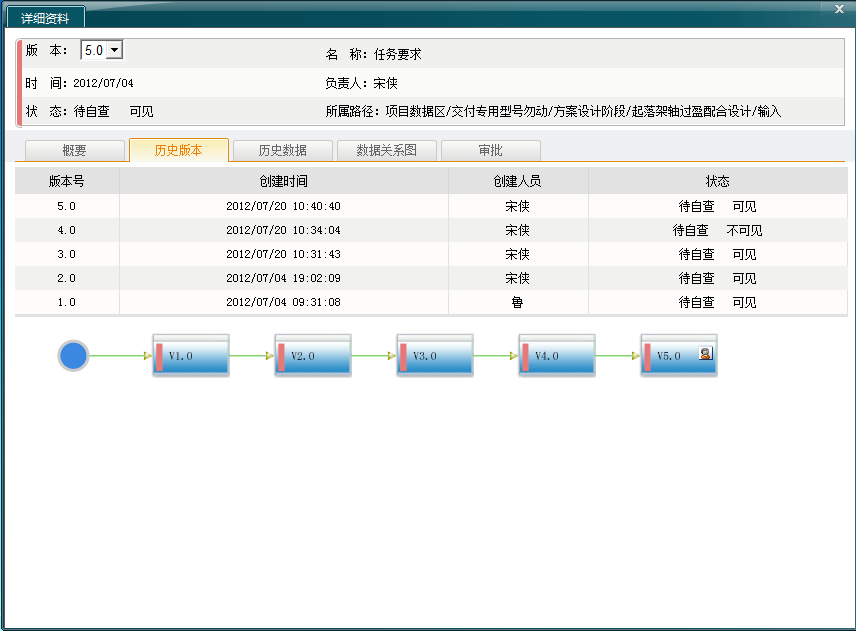 详细资料 x
版 本： 5.0
名 称：任务要求
时 间：2012/07/04
负责人：宋侠
状 态：待自查 可见
所属路径：项目数据区/交付专用型号勿动/方案设计阶段/起落架轴过盈配合设计/输入
概要 历史版本 历史数据 数据关系图 审批
版本号 创建时间 创建人员 状态
5.0 2012/07/20 10:40:40 宋侠 待自查 可见
4.0 2012/07/20 10:34:04 宋侠 待自查 不可见
3.0 2012/07/20 10:31:43 宋侠 待自查 可见
2.0 2012/07/04 19:02:09 宋侠 待自查 可见
1.0 2012/07/04 09:31:08 鲁 待自查 可见
V1.0 V2.0 V3.0 V4.0 V5.0